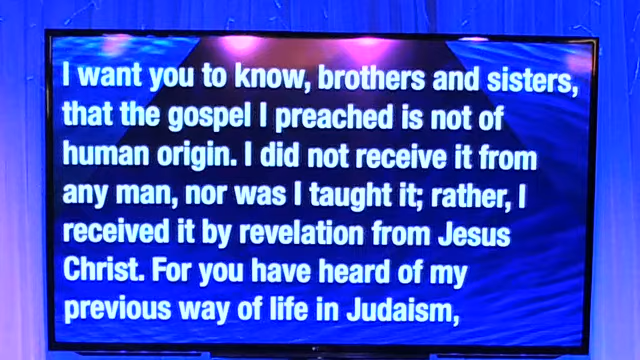 I want you to know, brothers and sisters,
that the gospel I preached is not of
human origin. I did not receive it from
any man, nor was I taught it; rather, I
received it by revelation from Jesus
Christ. For you have heard of my
previous way of life in Judaism,